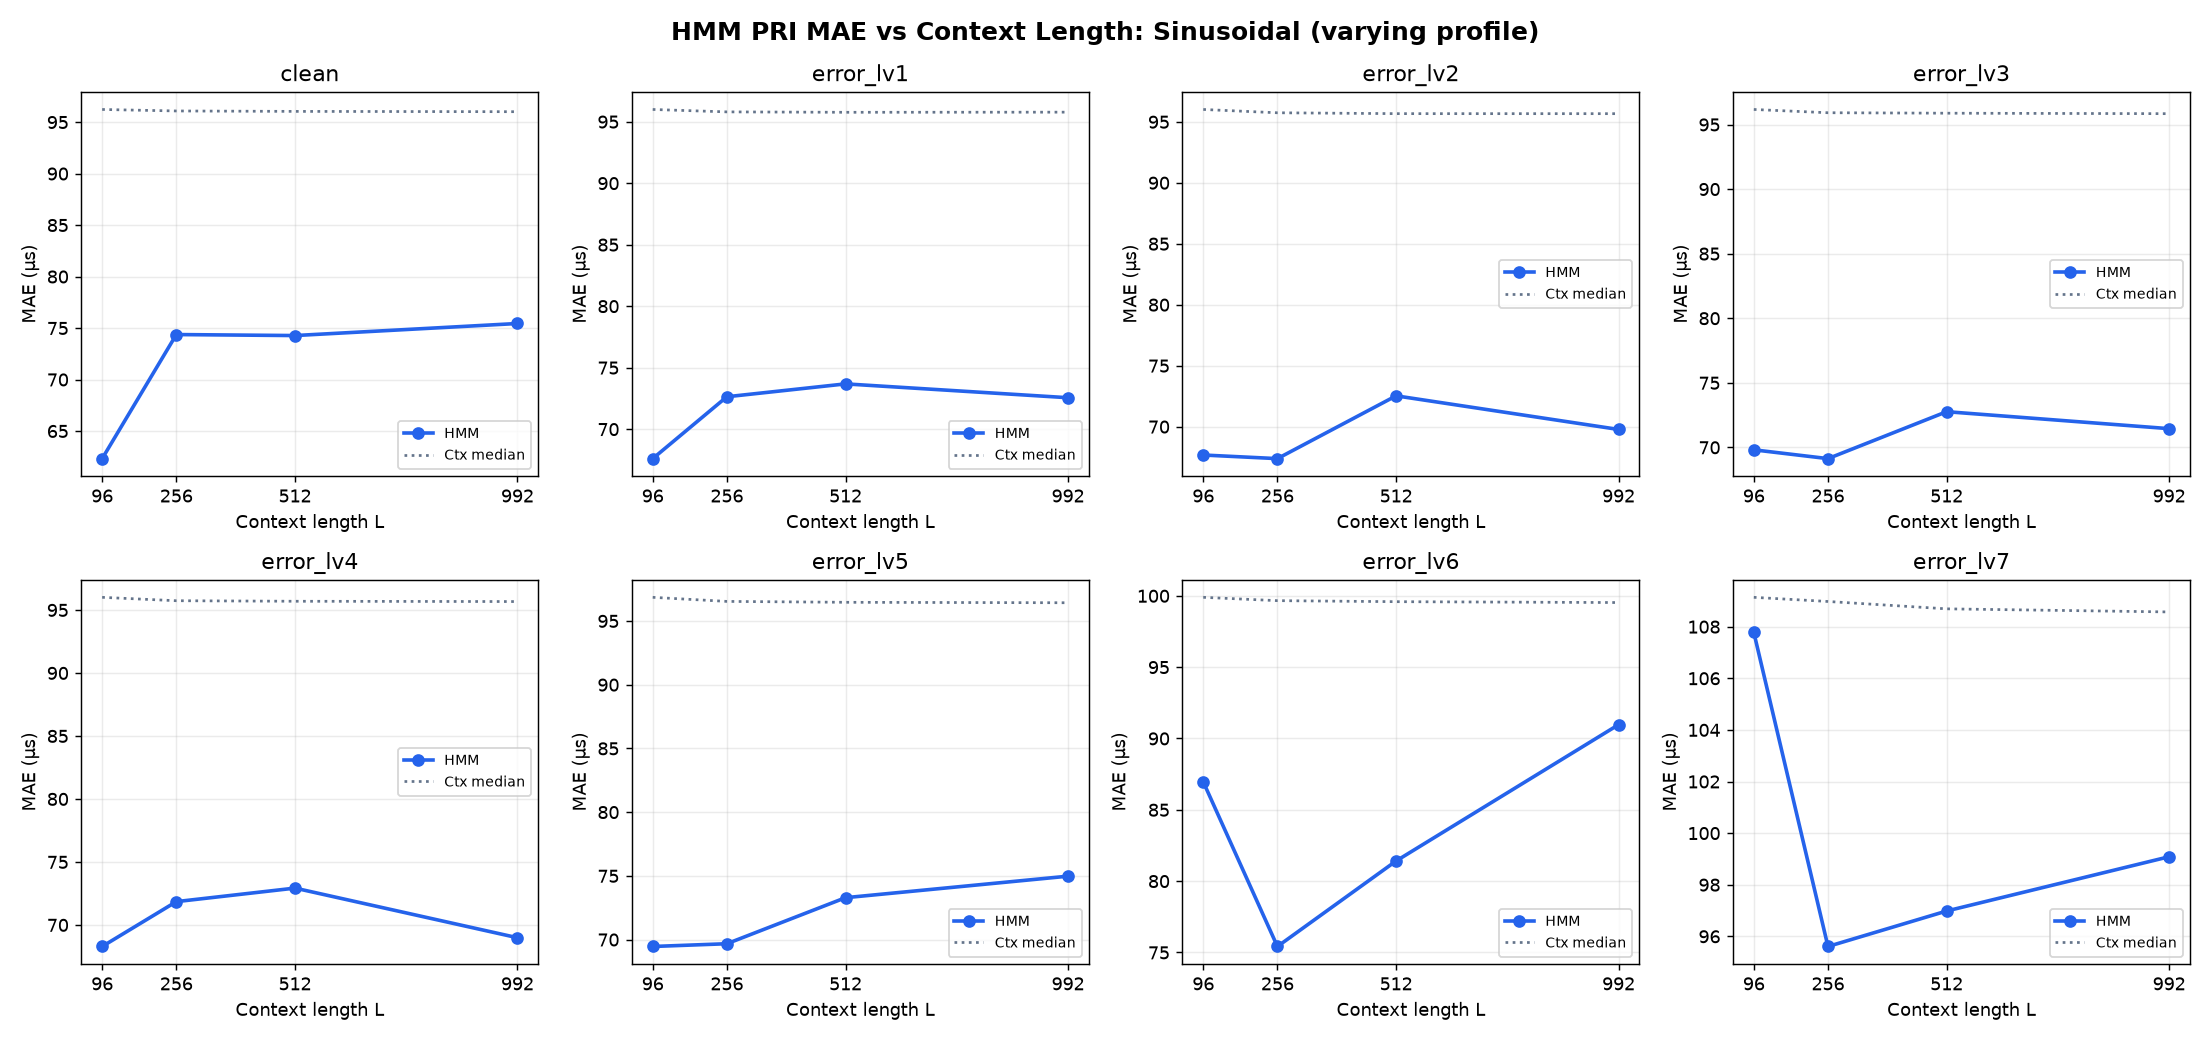 HMM PRI MAE vs Context Length: Sinusoidal (varying profile)
clean
95
90
85
80
75
70
65
MAE (µs)
HMM
Ctx median
96 256 512 992
Context length L
error_lv1
95
90
85
80
75
70
MAE (µs)
HMM
Ctx median
96 256 512 992
Context length L
error_lv2
95
90
85
80
75
70
MAE (µs)
HMM
Ctx median
96 256 512 992
Context length L
error_lv3
95
90
85
80
75
70
MAE (µs)
HMM
Ctx median
96 256 512 992
Context length L
error_lv4
95
90
85
80
75
70
MAE (µs)
HMM
Ctx median
96 256 512 992
Context length L
error_lv5
95
90
85
80
75
70
MAE (µs)
HMM
Ctx median
96 256 512 992
Context length L
error_lv6
100
95
90
85
80
75
MAE (µs)
HMM
Ctx median
96 256 512 992
Context length L
error_lv7
108
106
104
102
100
98
96
MAE (µs)
HMM
Ctx median
96 256 512 992
Context length L